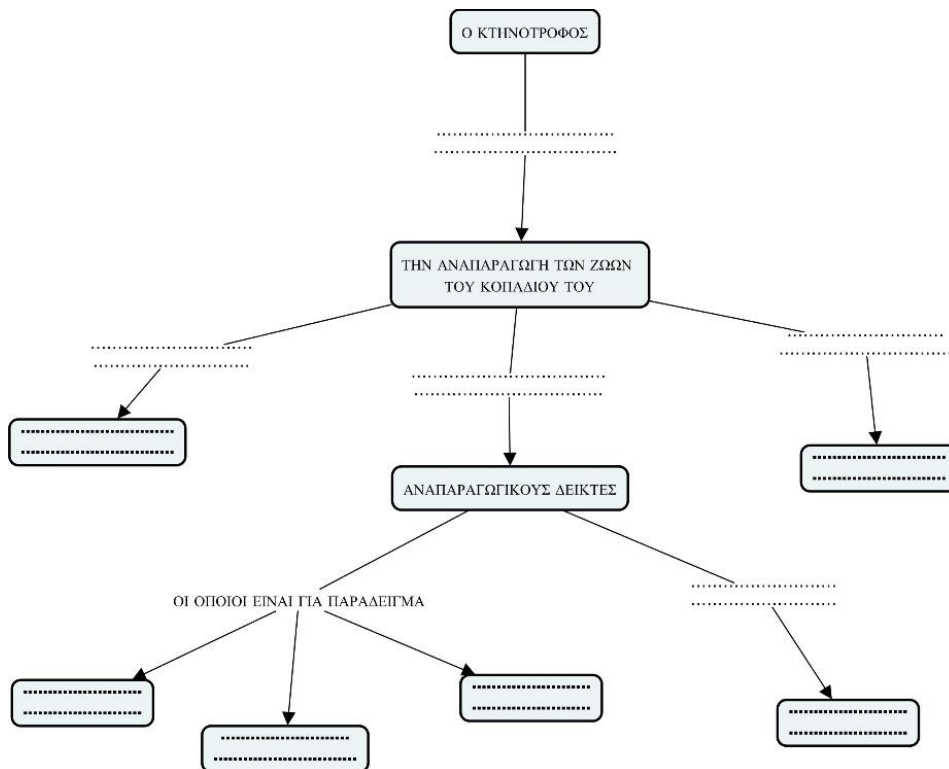 Ο ΚΤΗΝΟΤΡΟΦΟΣ
ΤΗΝ ΑΝΑΠΑΡΑΓΩΓΗ ΤΩΝ ΖΩΩΝ
ΤΟΥ ΚΟΠΑΔΙΟΥ ΤΟΥ
ΑΝΑΠΑΡΑΓΩΓΙΚΟΥΣ ΔΕΙΚΤΕΣ
ΟΙ ΟΠΟΙΟΙ ΕΙΝΑΙ ΓΙΑ ΠΑΡΑΔΕΙΓΜΑ